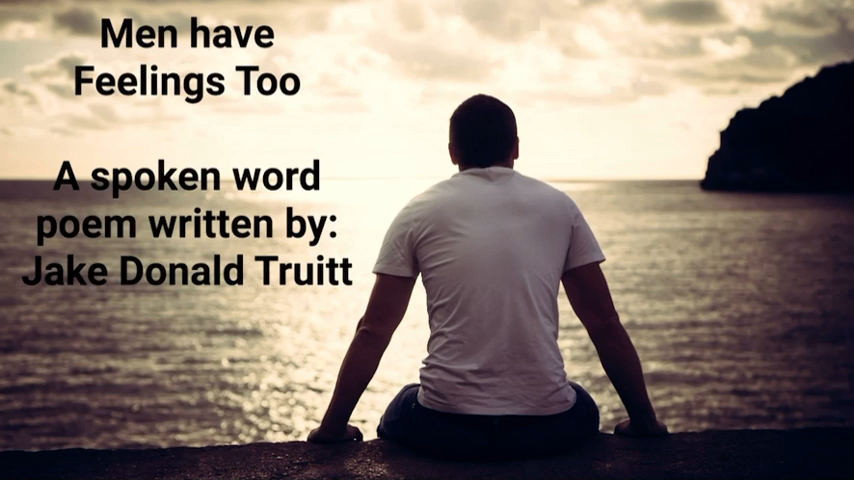 Men have
Feelings Too
A spoken word
poem written by:
Jake Donald Truitt